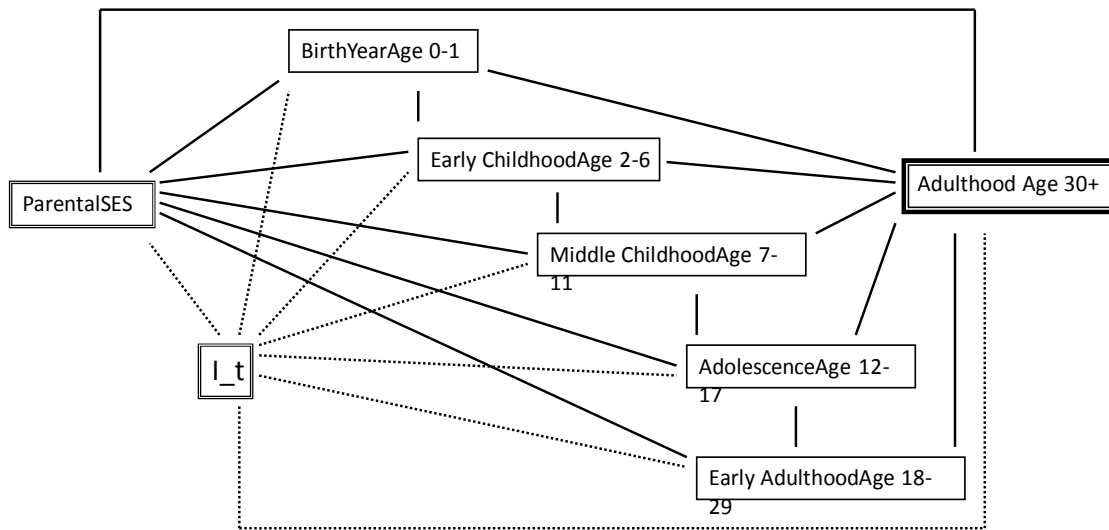 BirthYearAge 0-1
Early ChildhoodAge 2-6
Adulthood Age 30+
ParentalSES
Middle ChildhoodAge 7-
11
I_t
AdolescenceAge 12-
17
Early AdulthoodAge 18-
29